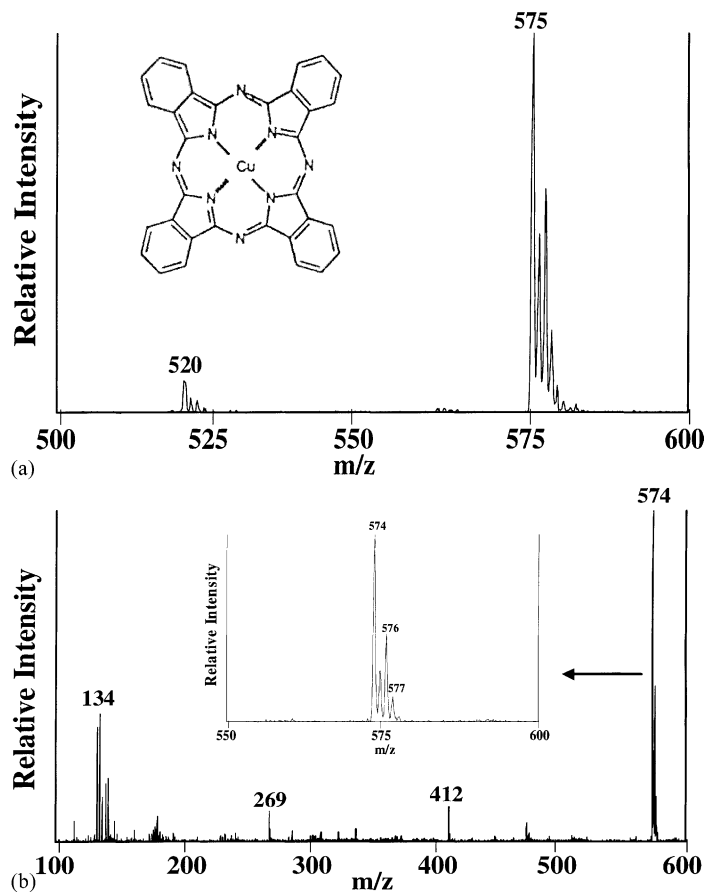 575
N
N
N
N
Cu
N
N
N
N
Relative Intensity
520
500 525 550 575 600
(a)
m/z
574
574
Relative Intensity
576
577
550 575 600
m/z
Relative Intensity
134
269
412
100 200 300 400 500 600
(b)
m/z